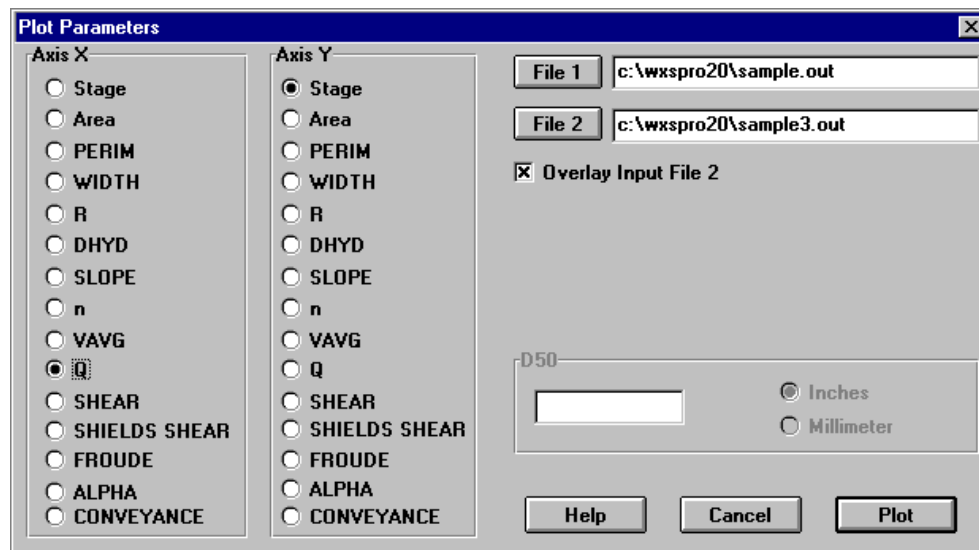 Plot Parameters
Axis X
Stage
Area
PERIM
WIDTH
R
DHYD
SLOPE
n
VAVG
Q
SHEAR
SHIELDS SHEAR
FROUDE
ALPHA
CONVEYANCE
Axis Y
Stage
Area
PERIM
WIDTH
R
DHYD
SLOPE
n
VAVG
Q
SHEAR
SHIELDS SHEAR
FROUDE
ALPHA
CONVEYANCE
File 1 c:\wxspro20\sample.out
File 2 c:\wxspro20\sample3.out
Overlay Input File 2
D50
Inches
Millimeter
Help Cancel Plot